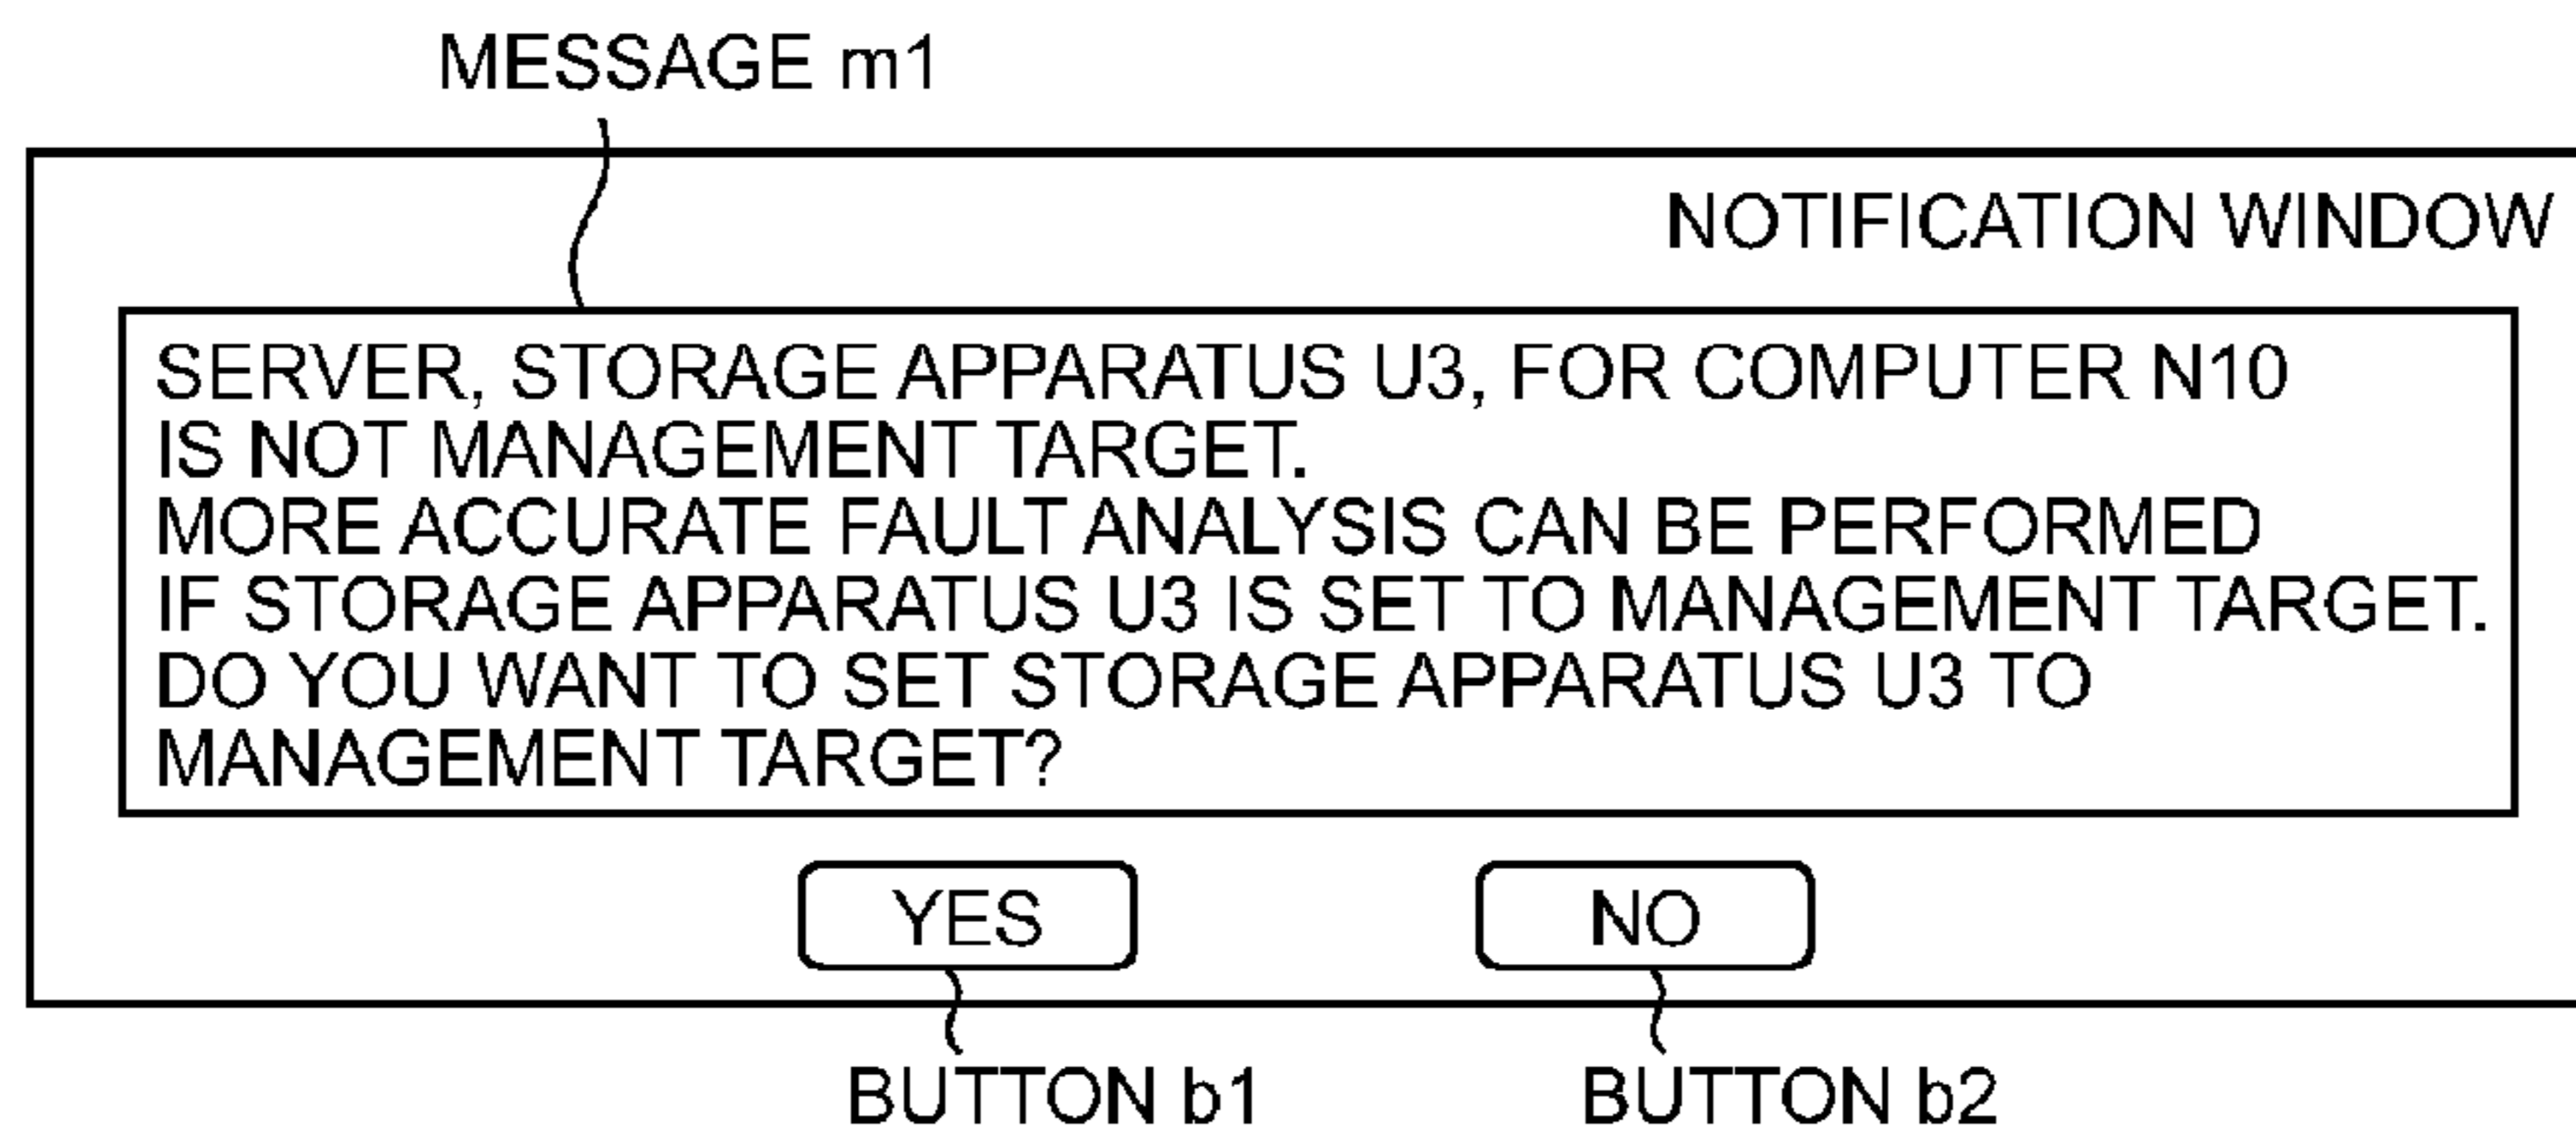 MESSAGE m1
NOTIFICATION WINDOW
SERVER, STORAGE APPARATUS U3, FOR COMPUTER N10
IS NOT MANAGEMENT TARGET.
MORE ACCURATE FAULT ANALYSIS CAN BE PERFORMED
IF STORAGE APPARATUS U3 IS SET TO MANAGEMENT TARGET.
DO YOU WANT TO SET STORAGE APPARATUS U3 TO
MANAGEMENT TARGET?
YES NO
BUTTON b1 BUTTON b2